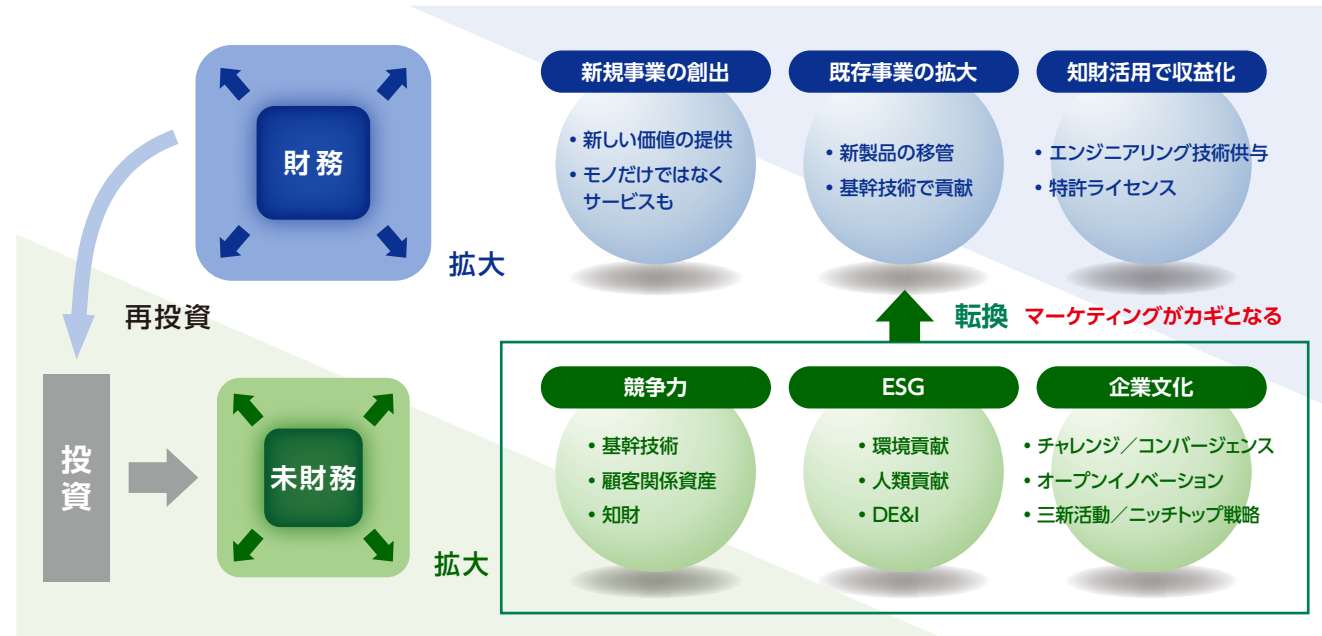 新規事業の創出
既存事業の拡大
知財活用で収益化
財務
・新しい価値の提供
・モノだけではなく
サービスも
・新製品の移管
・基幹技術で貢献
・エンジニアリング技術供与
・特許ライセンス
拡大
再投資
転換
マーケティングがカギとなる
投資
未財務
拡大
競争力
ESG
企業文化
・基幹技術
・顧客関係資産
・知財
・環境貢献
・人類貢献
・DE&I
・チャレンジ/コンバージェンス
・オープンイノベーション
・三新活動/ニッチトップ戦略